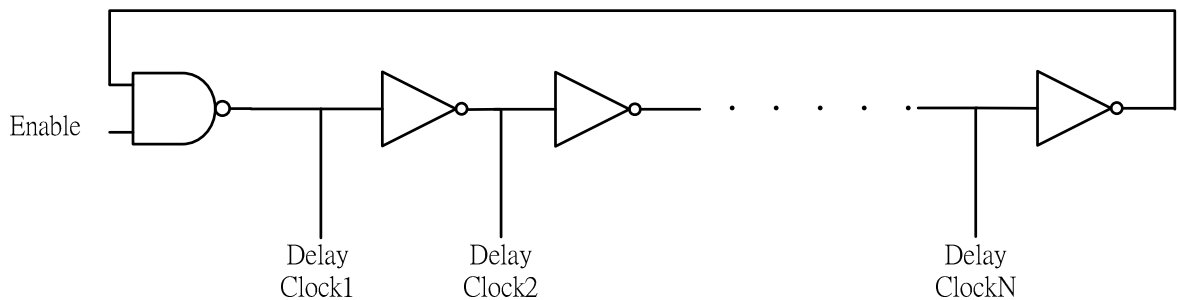 Enable
Delay
Clock1
Delay
Clock2
Delay
ClockN